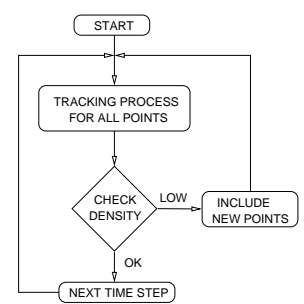 START
TRACKING PROCESS
FOR ALL POINTS
CHECK
DENSITY
LOW
INCLUDE
NEW POINTS
OK
NEXT TIME STEP